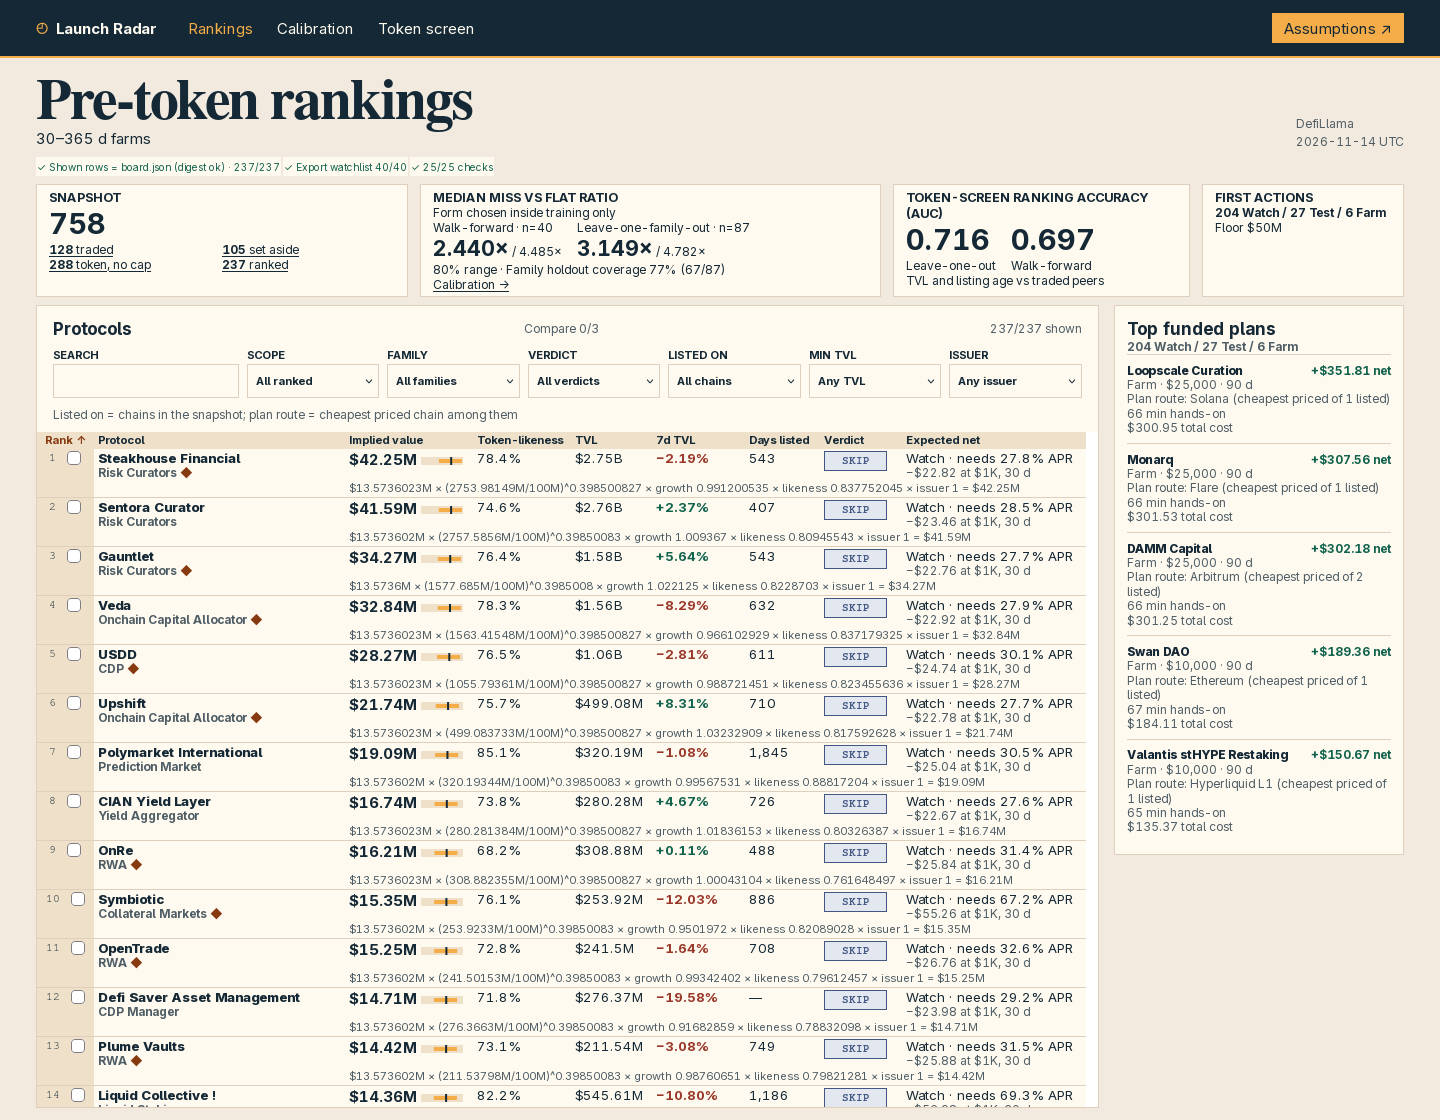 ◴ Launch Radar Rankings Calibration Token screen Assumptions ↗
Pre-token rankings
30–365 d farms
DefiLlama
2026-11-14 UTC
✓ Shown rows = board.json (digest ok) · 237/237 ✓ Export watchlist 40/40 ✓ 25/25 checks
SNAPSHOT
758
128 traded 105 set aside
288 token, no cap 237 ranked
MEDIAN MISS VS FLAT RATIO
Form chosen inside training only
Walk-forward · n=40 Leave-one-family-out · n=87
2.440× / 4.485× 3.149× / 4.782×
80% range · Family holdout coverage 77% (67/87)
Calibration →
TOKEN-SCREEN RANKING ACCURACY
(AUC)
0.716 0.697
Leave-one-out Walk-forward
TVL and listing age vs traded peers
FIRST ACTIONS
204 Watch / 27 Test / 6 Farm
Floor $50M
Protocols Compare 0/3 237/237 shown
SEARCH SCOPE FAMILY VERDICT LISTED ON MIN TVL ISSUER
All ranked All families All verdicts All chains Any TVL Any issuer
Listed on = chains in the snapshot; plan route = cheapest priced chain among them
Rank ↑ Protocol Implied value Token-likeness TVL 7d TVL Days listed Verdict Expected net
1 Steakhouse Financial $42.25M 78.4% $2.75B −2.19% 543 SKIP Watch · needs 27.8% APR
Risk Curators ◆ −$22.82 at $1K, 30 d
$13.5736023M × (2753.98149M/100M)^0.398500827 × growth 0.991200535 × likeness 0.837752045 × issuer 1 = $42.25M
2 Sentora Curator $41.59M 74.6% $2.76B +2.37% 407 SKIP Watch · needs 28.5% APR
Risk Curators −$23.46 at $1K, 30 d
$13.573602M × (2757.5856M/100M)^0.39850083 × growth 1.009367 × likeness 0.80945543 × issuer 1 = $41.59M
3 Gauntlet $34.27M 76.4% $1.58B +5.64% 543 SKIP Watch · needs 27.7% APR
Risk Curators ◆ −$22.76 at $1K, 30 d
$13.5736M × (1577.685M/100M)^0.3985008 × growth 1.022125 × likeness 0.8228703 × issuer 1 = $34.27M
4 Veda $32.84M 78.3% $1.56B −8.29% 632 SKIP Watch · needs 27.9% APR
Onchain Capital Allocator ◆ −$22.92 at $1K, 30 d
$13.5736023M × (1563.41548M/100M)^0.398500827 × growth 0.966102929 × likeness 0.837179325 × issuer 1 = $32.84M
5 USDD $28.27M 76.5% $1.06B −2.81% 611 SKIP Watch · needs 30.1% APR
CDP ◆ −$24.74 at $1K, 30 d
$13.5736023M × (1055.79361M/100M)^0.398500827 × growth 0.988721451 × likeness 0.823455636 × issuer 1 = $28.27M
6 Upshift $21.74M 75.7% $499.08M +8.31% 710 SKIP Watch · needs 27.7% APR
Onchain Capital Allocator ◆ −$22.78 at $1K, 30 d
$13.5736023M × (499.083733M/100M)^0.398500827 × growth 1.03232909 × likeness 0.817592628 × issuer 1 = $21.74M
7 Polymarket International $19.09M 85.1% $320.19M −1.08% 1,845 SKIP Watch · needs 30.5% APR
Prediction Market −$25.04 at $1K, 30 d
$13.573602M × (320.19344M/100M)^0.39850083 × growth 0.99567531 × likeness 0.88817204 × issuer 1 = $19.09M
8 CIAN Yield Layer $16.74M 73.8% $280.28M +4.67% 726 SKIP Watch · needs 27.6% APR
Yield Aggregator −$22.67 at $1K, 30 d
$13.5736023M × (280.281384M/100M)^0.398500827 × growth 1.01836153 × likeness 0.80326387 × issuer 1 = $16.74M
9 OnRe $16.21M 68.2% $308.88M +0.11% 488 SKIP Watch · needs 31.4% APR
RWA ◆ −$25.84 at $1K, 30 d
$13.5736023M × (308.882355M/100M)^0.398500827 × growth 1.00043104 × likeness 0.761648497 × issuer 1 = $16.21M
10 Symbiotic $15.35M 76.1% $253.92M −12.03% 886 SKIP Watch · needs 67.2% APR
Collateral Markets ◆ −$55.26 at $1K, 30 d
$13.573602M × (253.9233M/100M)^0.39850083 × growth 0.9501972 × likeness 0.82089028 × issuer 1 = $15.35M
11 OpenTrade $15.25M 72.8% $241.5M −1.64% 708 SKIP Watch · needs 32.6% APR
RWA ◆ −$26.76 at $1K, 30 d
$13.573602M × (241.50153M/100M)^0.39850083 × growth 0.99342402 × likeness 0.79612457 × issuer 1 = $15.25M
12 Defi Saver Asset Management $14.71M 71.8% $276.37M −19.58% — SKIP Watch · needs 29.2% APR
CDP Manager −$23.98 at $1K, 30 d
$13.573602M × (276.3663M/100M)^0.39850083 × growth 0.91682859 × likeness 0.78832098 × issuer 1 = $14.71M
13 Plume Vaults $14.42M 73.1% $211.54M −3.08% 749 SKIP Watch · needs 31.5% APR
RWA ◆ −$25.88 at $1K, 30 d
$13.573602M × (211.53798M/100M)^0.39850083 × growth 0.98760651 × likeness 0.79821281 × issuer 1 = $14.42M
14 Liquid Collective ! $14.36M 82.2% $545.61M −10.80% 1,186 SKIP Watch · needs 69.3% APR
Top funded plans
204 Watch / 27 Test / 6 Farm
Loopscale Curation +$351.81 net
Farm · $25,000 · 90 d
Plan route: Solana (cheapest priced of 1 listed)
66 min hands-on
$300.95 total cost
Monarq +$307.56 net
Farm · $25,000 · 90 d
Plan route: Flare (cheapest priced of 1 listed)
66 min hands-on
$301.53 total cost
DAMM Capital +$302.18 net
Farm · $25,000 · 90 d
Plan route: Arbitrum (cheapest priced of 2
listed)
66 min hands-on
$301.25 total cost
Swan DAO +$189.36 net
Farm · $10,000 · 90 d
Plan route: Ethereum (cheapest priced of 1
listed)
67 min hands-on
$184.11 total cost
Valantis stHYPE Restaking +$150.67 net
Farm · $10,000 · 90 d
Plan route: Hyperliquid L1 (cheapest priced of
1 listed)
65 min hands-on
$135.37 total cost